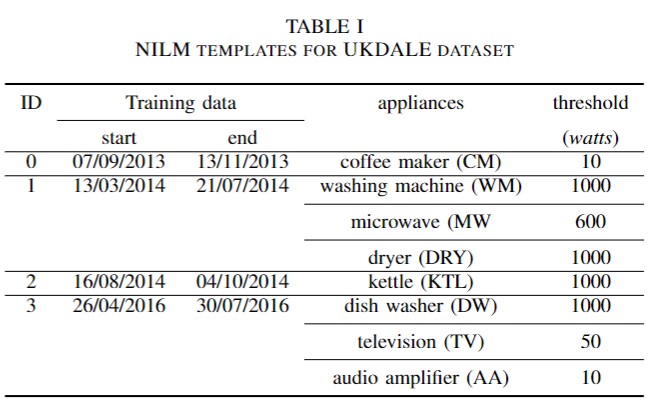 TABLE I
NILM TEMPLATES FOR UKDALE DATASET
ID Training data appliances threshold
start end (watts)
0 07/09/2013 13/11/2013 coffee maker (CM) 10
1 13/03/2014 21/07/2014 washing machine (WM) 1000
microwave (MW 600
dryer (DRY) 1000
2 16/08/2014 04/10/2014 kettle (KTL) 1000
3 26/04/2016 30/07/2016 dish washer (DW) 1000
television (TV) 50
audio amplifier (AA) 10